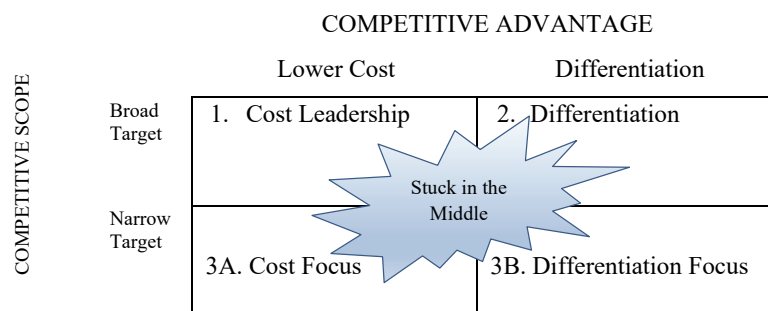 COMPETITIVE ADVANTAGE
Lower Cost
Differentiation
COMPETITIVE SCOPE
Broad
Target
1. Cost Leadership
2. Differentiation
Stuck in the
Middle
Narrow
Target
3A. Cost Focus
3B. Differentiation Focus